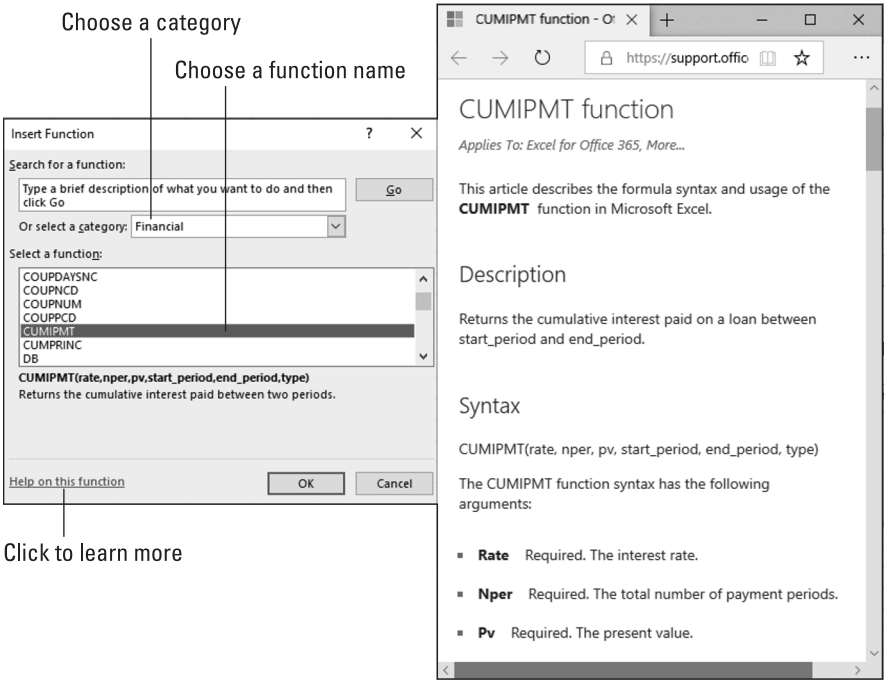 Choose a category
Choose a function name
Insert Function
?
Search for a function:
Type a brief description of what you want to do and then
click Go
Go
Or select a category: Financial
Select a function:
COUPDAYSNC
COUPNCD
COUPNUM
COUPPCD
CUMIPMT
CUMPRINC
DB
CUMIPMT(rate,nper,pv,start_period,end_period,type)
Returns the cumulative interest paid between two periods.
Help on this function
OK
Cancel
Click to learn more
CUMIPMT function - Of
https://support.offic
CUMIPMT function
Applies To: Excel for Office 365, More...
This article describes the formula syntax and usage of the
CUMIPMT function in Microsoft Excel.
Description
Returns the cumulative interest paid on a loan between
start_period and end_period.
Syntax
CUMIPMT(rate, nper, pv, start_period, end_period, type)
The CUMIPMT function syntax has the following
arguments:
Rate Required. The interest rate.
Nper Required. The total number of payment periods.
Pv Required. The present value.